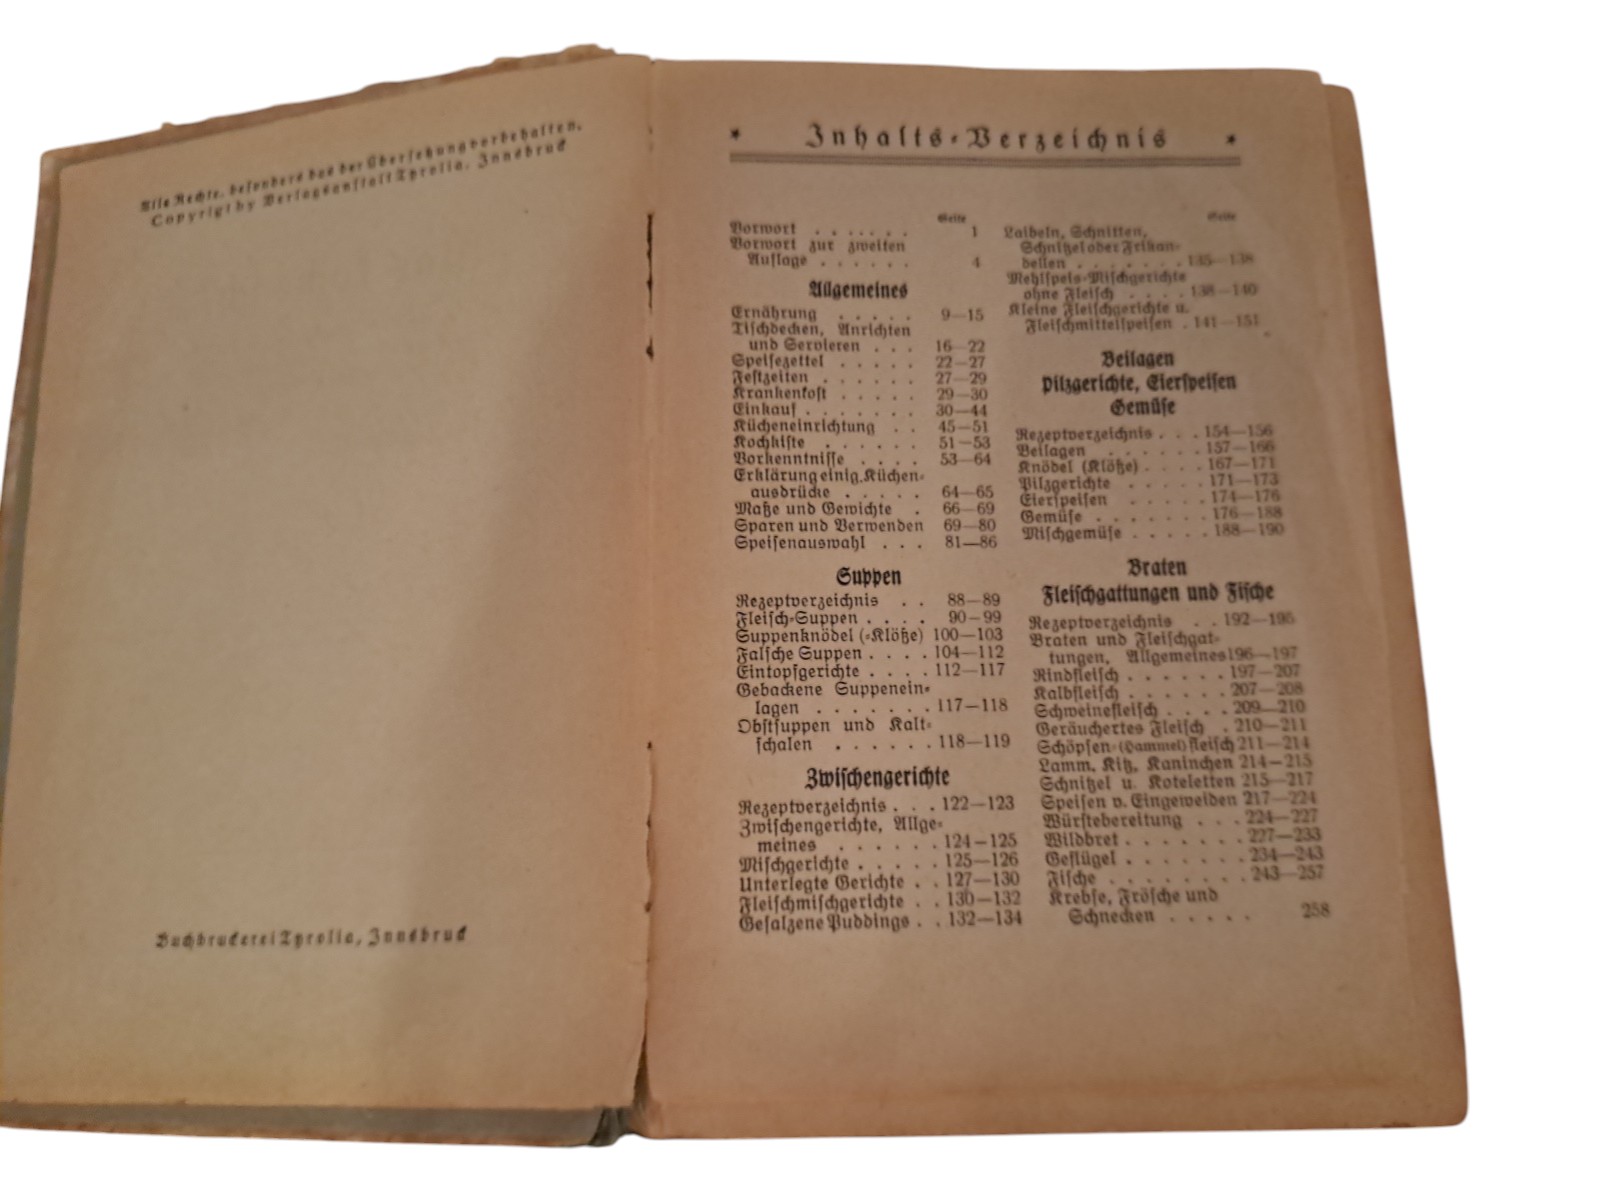 Alle Rechte, besonders das der Übersetzung vorbehalten.
Copyrigt by Verlagsanstalt Tyrolia, Innsbruck
Buchdruckerei Tyrolia, Innsbruck
* Inhalts-Verzeichnis *
Seite
Vorwort . . . . . . . 1
Vorwort zur zweiten
Auflage . . . . . . 4
Allgemeines
Ernährung . . . . . 9—15
Tischdecken, Anrichten
und Servieren . . . 16—22
Speisezettel . . . . . 22—27
Festzeiten . . . . . . 27—29
Krankenkost . . . . . 29—30
Einkauf . . . . . . . 30—44
Kücheneinrichtung . . 45—51
Kochkiste . . . . . . 51—53
Vorkenntnisse . . . . 53—64
Erklärung einig. Küchen-
ausdrücke . . . . . 64—65
Maße und Gewichte . 66—69
Sparen und Verwenden 69—80
Speisenauswahl . . . 81—86
Suppen
Rezeptverzeichnis . . 88—89
Fleisch-Suppen . . . . 90—99
Suppenknödel (-Klöße) 100—103
Falsche Suppen . . . . 104—112
Eintopfgerichte . . . . 112—117
Gebackene Suppenein-
lagen . . . . . . . 117—118
Obstsuppen und Kalt-
schalen . . . . . . 118—119
Zwischengerichte
Rezeptverzeichnis . . . 122—123
Zwischengerichte, Allge-
meines . . . . . . 124—125
Mischgerichte . . . . . 125—126
Unterlegte Gerichte . . 127—130
Fleischmischgerichte . . 130—132
Gesalzene Puddings . . 132—134
Seite
Laibeln, Schnitten,
Schnitzel oder Frikan-
dellen . . . . . . . 135—138
Mehlspeis-Mischgerichte
ohne Fleisch . . . . 138—140
Kleine Fleischgerichte u.
Fleischmittelspeisen . 141—151
Beilagen
Pilzgerichte, Eierspeisen
Gemüse
Rezeptverzeichnis . . . 154—156
Beilagen . . . . . . 157—166
Knödel (Klöße) . . . . 167—171
Pilzgerichte . . . . . 171—173
Eierspeisen . . . . . 174—176
Gemüse . . . . . . . 176—188
Mischgemüse . . . . . 188—190
Braten
Fleischgattungen und Fische
Rezeptverzeichnis . . 192—195
Braten und Fleischgat-
tungen, Allgemeines 196—197
Rindfleisch . . . . . . 197—207
Kalbfleisch . . . . . . 207—208
Schweinefleisch . . . . 209—210
Geräuchertes Fleisch . 210—211
Schöpsen-(Hammel)fleisch 211—214
Lamm, Kitz, Kaninchen 214—215
Schnitzel u. Koteletten 215—217
Speisen v. Eingeweiden 217—224
Würstebereitung . . . 224—227
Wildbret . . . . . . . 227—233
Geflügel . . . . . . . 234—243
Fische . . . . . . . . 243—257
Krebse, Frösche und
Schnecken . . . . . 258